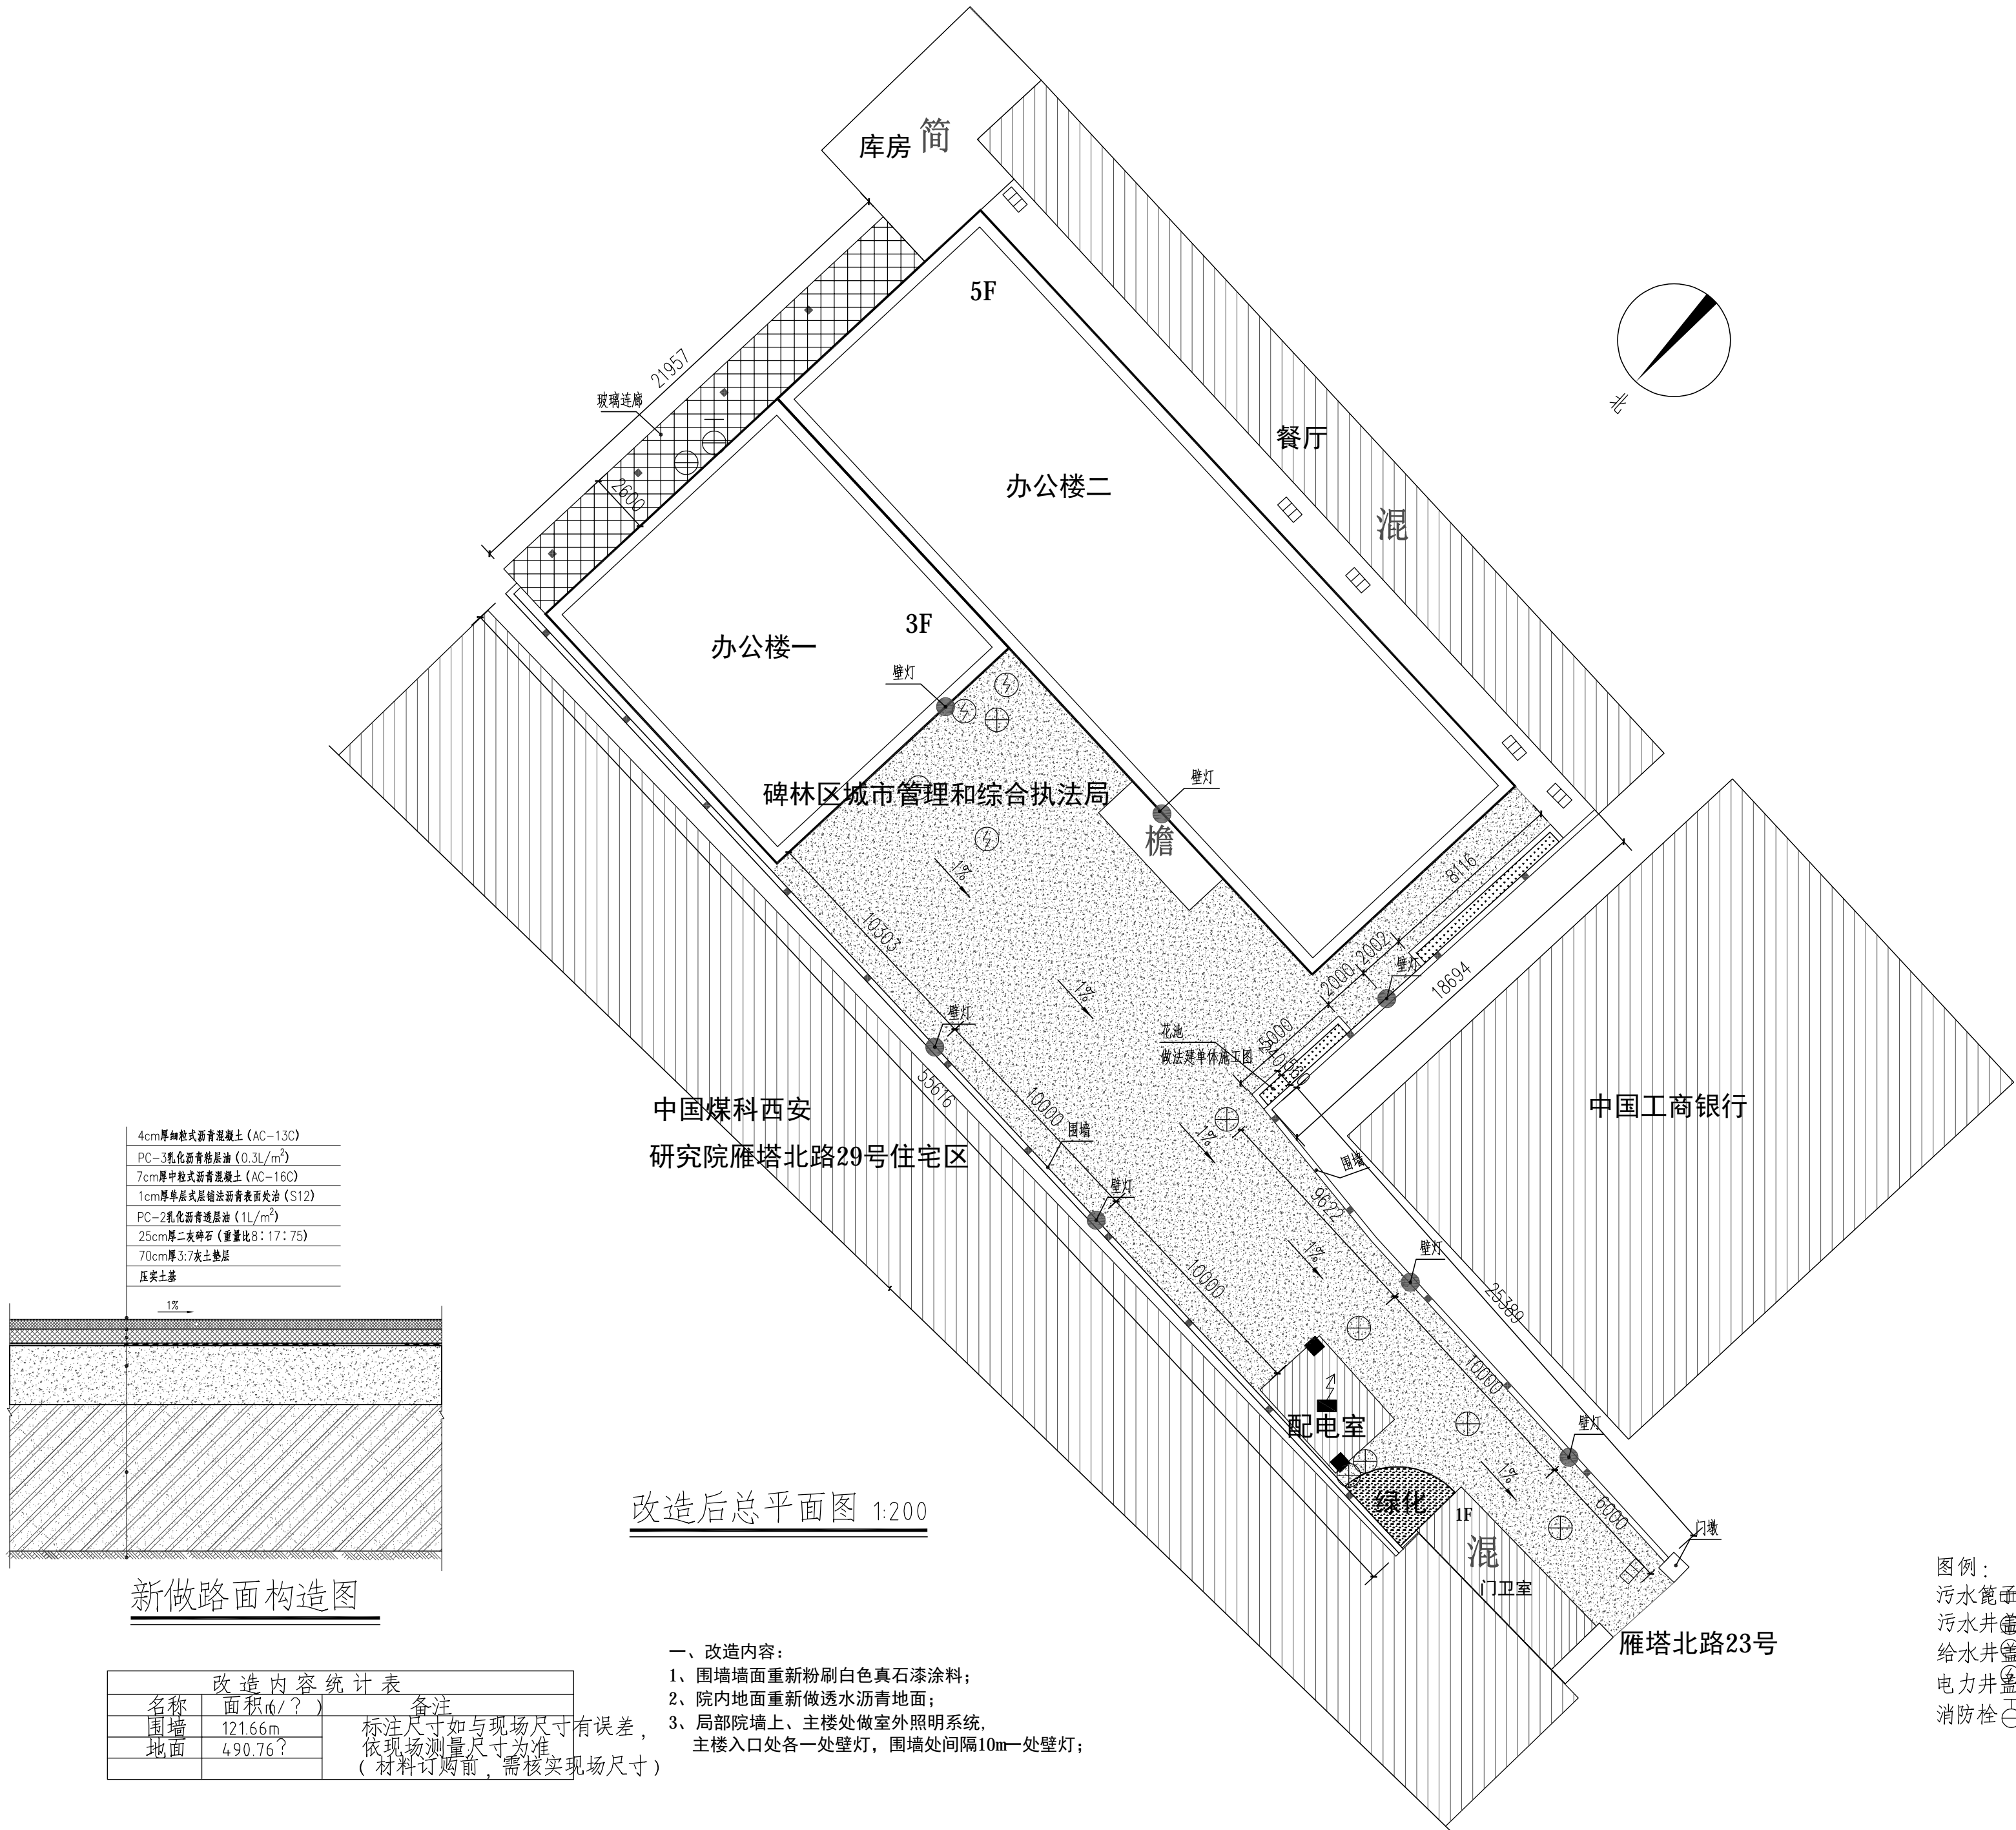 库房 简
21957
5F
玻璃连廊
北
餐厅
2600
办公楼二
混
3F
办公楼一
壁灯
壁灯
碑林区城市管理和综合执法局
檐
8116
1%
10303
2002
壁灯
2000
18694
1%
壁灯
花池
5000
做法建单体施工图
55616
中国煤科西安
10000
中国工商银行
围墙
1%
研究院雁塔北路29号住宅区
围墙
壁灯
9622
1%
壁灯
10000
25389
10000
壁灯
配电室
1%
绿化
1F
6000
门墩
混
门卫室
雁塔北路23号
4cm厚细粒式沥青混凝土(AC-13C)
PC-3乳化沥青粘层油(0.3L/m²)
7cm厚中粒式沥青混凝土(AC-16C)
1cm厚单层式层铺法沥青表面处治(S12)
PC-2乳化沥青透层油(1L/m²)
25cm厚二灰碎石(重量比8:17:75)
70cm厚3:7灰土垫层
压实土基
1%
新做路面构造图
改造后总平面图 1:200
改造内容统计表
名称 面积(m/?) 备注
围墙 121.66m 标注尺寸如与现场尺寸有误差,
地面 490.76? 依现场测量尺寸为准
(材料订购前,需核实现场尺寸)
一、改造内容:
1、围墙墙面重新粉刷白色真石漆涂料;
2、院内地面重新做透水沥青地面;
3、局部院墙上、主楼处做室外照明系统,
主楼入口处各一处壁灯,围墙处间隔10m一处壁灯;
图例:
污水篦子
污水井盖
给水井盖
电力井盖
消防栓